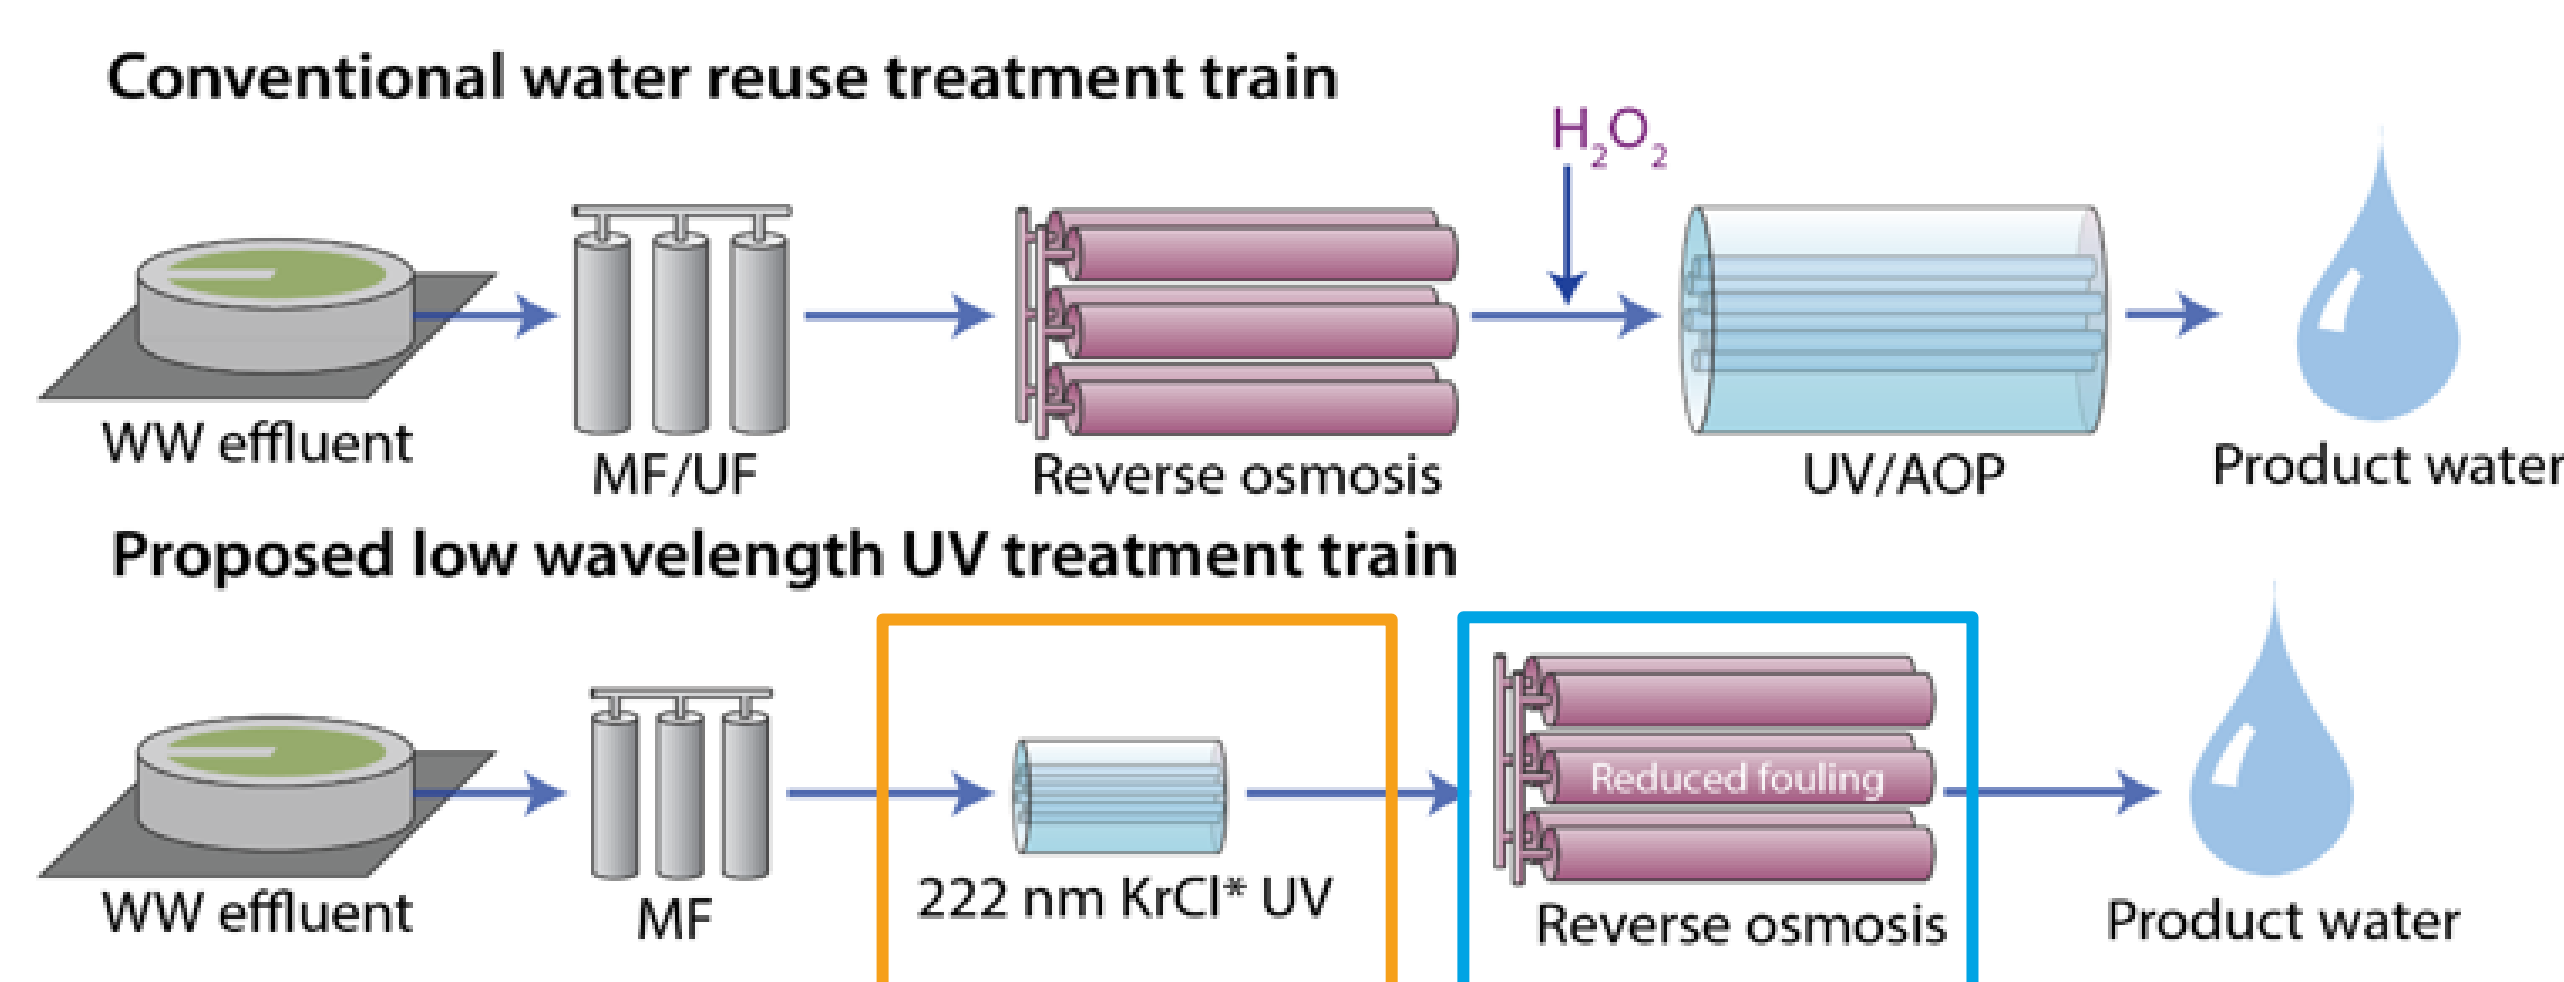 Conventional water reuse treatment train
H₂O₂
WW effluent
MF/UF
Reverse osmosis
UV/AOP
Product water
Proposed low wavelength UV treatment train
Reduced fouling
WW effluent
MF
222 nm KrCl* UV
Reverse osmosis
Product water